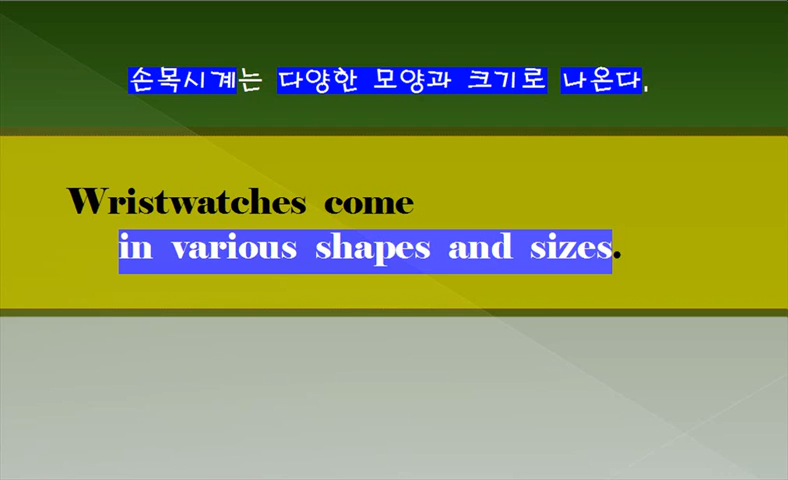 손목시계는 다양한 모양과 크기로 나온다.
Wristwatches come
in various shapes and sizes.